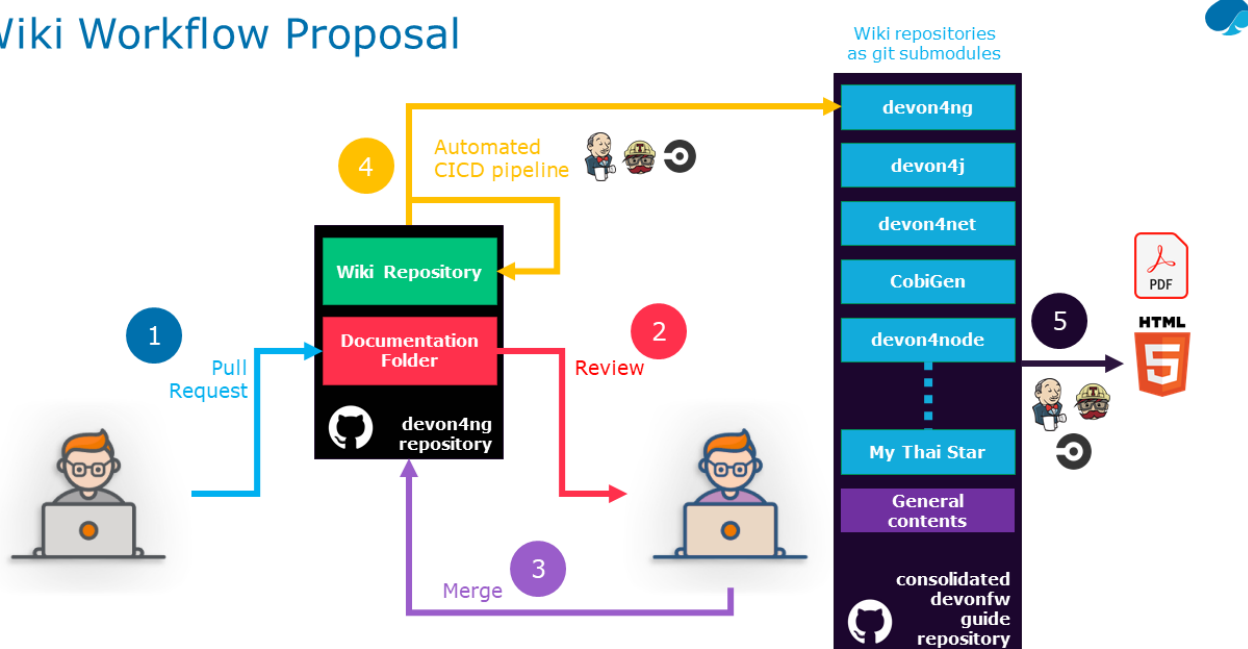 Wiki Workflow Proposal
Wiki repositories
as git submodules
devon4ng
devon4j
devon4net
CobiGen
devon4node
My Thai Star
General
contents
consolidated
devonfw
guide
repository
4
Automated
CICD pipeline
Wiki Repository
Documentation
Folder
devon4ng
repository
1
Pull
Request
2
Review
3
Merge
5
PDF
HTML
5
T